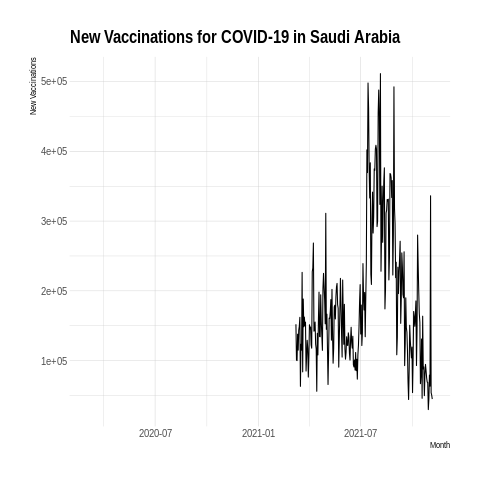 New Vaccinations for COVID-19 in Saudi Arabia
New Vaccinations
5e+05
4e+05
3e+05
2e+05
1e+05
2020-07 2021-01 2021-07
Month